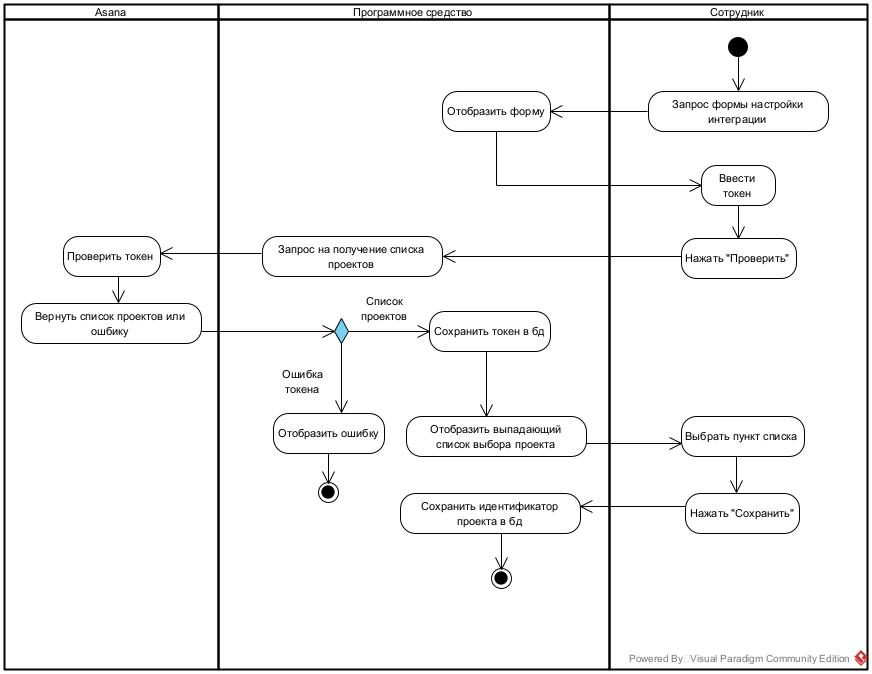 Asana
Программное средство
Сотрудник
Запрос формы настройки
интеграции
Отобразить форму
Ввести
токен
Нажать "Проверить"
Запрос на получение списка
проектов
Проверить токен
Вернуть список проектов или
ошбику
Список
проектов
Сохранить токен в бд
Ошибка
токена
Отобразить ошибку
Отобразить выпадающий
список выбора проекта
Выбрать пункт списка
Нажать "Сохранить"
Сохранить идентификатор
проекта в бд
Powered By Visual Paradigm Community Edition